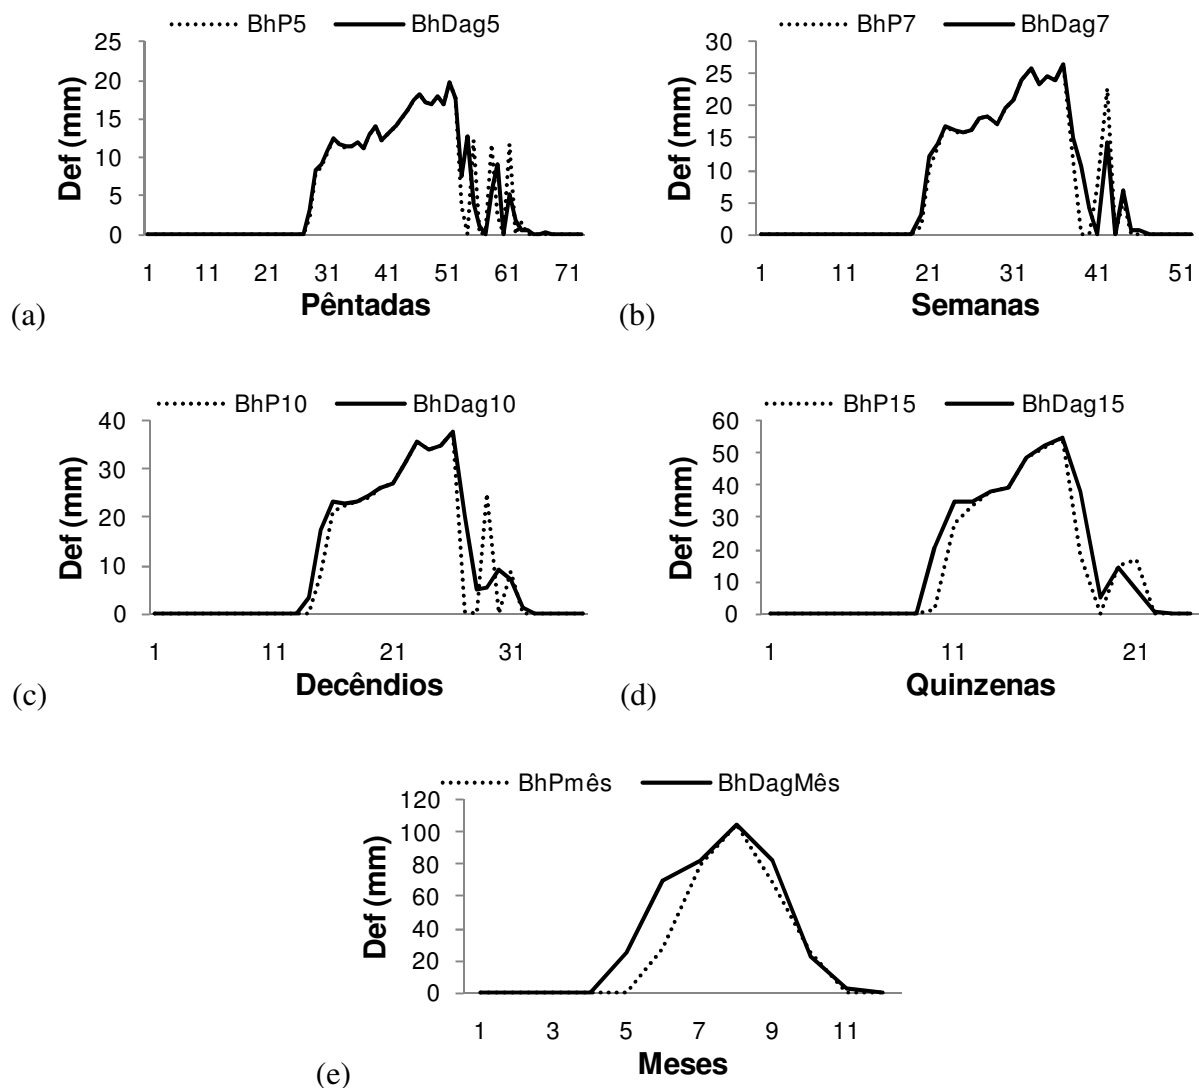 BhP5 BhDag5
25
20
15
10
5
0
Def (mm)
1 11 21 31 41 51 61 71
Pêntadas
(a)
BhP7 BhDag7
30
25
20
15
10
5
0
Def (mm)
1 11 21 31 41 51
Semanas
(b)
BhP10 BhDag10
40
30
20
10
0
Def (mm)
1 11 21 31
Decêndios
(c)
BhP15 BhDag15
60
50
40
30
20
10
0
Def (mm)
1 11 21
Quinzenas
(d)
BhPmês BhDagMês
120
100
80
60
40
20
0
Def (mm)
1 3 5 7 9 11
Meses
(e)